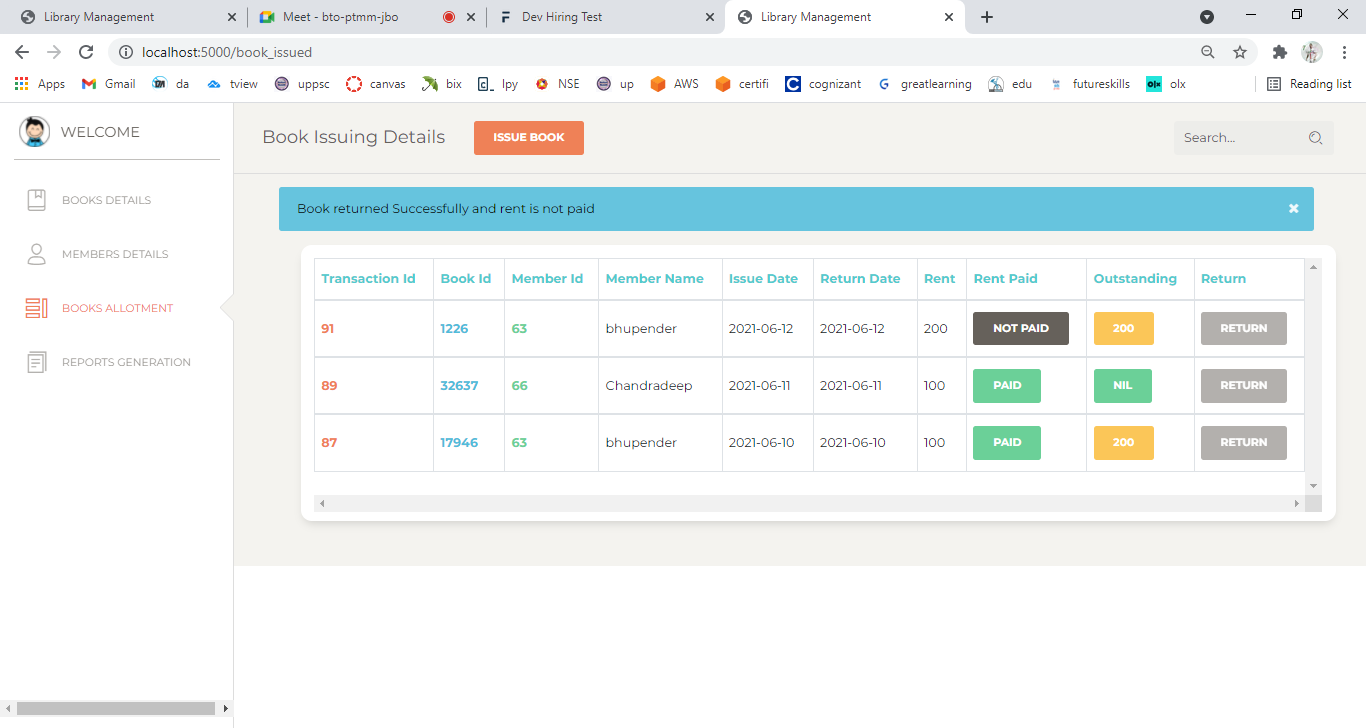 Library Management
Meet - bto-ptmm-jbo
Dev Hiring Test
Library Management
localhost:5000/book_issued
Apps
Gmail
da
tview
uppsc
canvas
bix
lpy
NSE
up
AWS
certifi
cognizant
greatlearning
edu
futureskills
olx
Reading list
WELCOME
BOOKS DETAILS
MEMBERS DETAILS
BOOKS ALLOTMENT
REPORTS GENERATION
Book Issuing Details ISSUE BOOK Search...
Book returned Successfully and rent is not paid
Transaction Id Book Id Member Id Member Name Issue Date Return Date Rent Rent Paid Outstanding Return
91 1226 63 bhupender 2021-06-12 2021-06-12 200 NOT PAID 200 RETURN
89 32637 66 Chandradeep 2021-06-11 2021-06-11 100 PAID NIL RETURN
87 17946 63 bhupender 2021-06-10 2021-06-10 100 PAID 200 RETURN